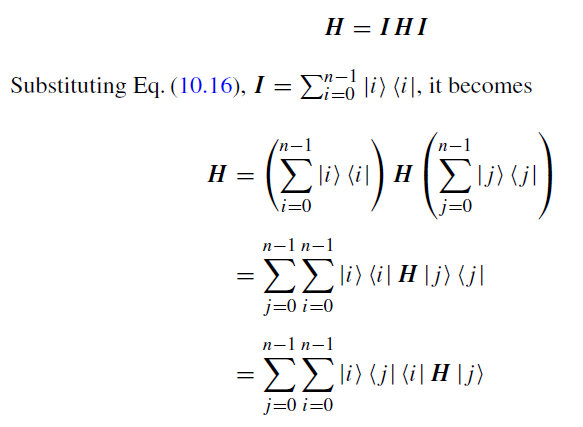 H = IHI
Substituting Eq. (10.16), I = ∑_{i=0}^{n−1} |i⟩ ⟨i|, it becomes
H = (∑_{i=0}^{n−1} |i⟩ ⟨i|) H (∑_{j=0}^{n−1} |j⟩ ⟨j|)
= ∑_{j=0}^{n−1} ∑_{i=0}^{n−1} |i⟩ ⟨i| H |j⟩ ⟨j|
= ∑_{j=0}^{n−1} ∑_{i=0}^{n−1} |i⟩ ⟨j| ⟨i| H |j⟩